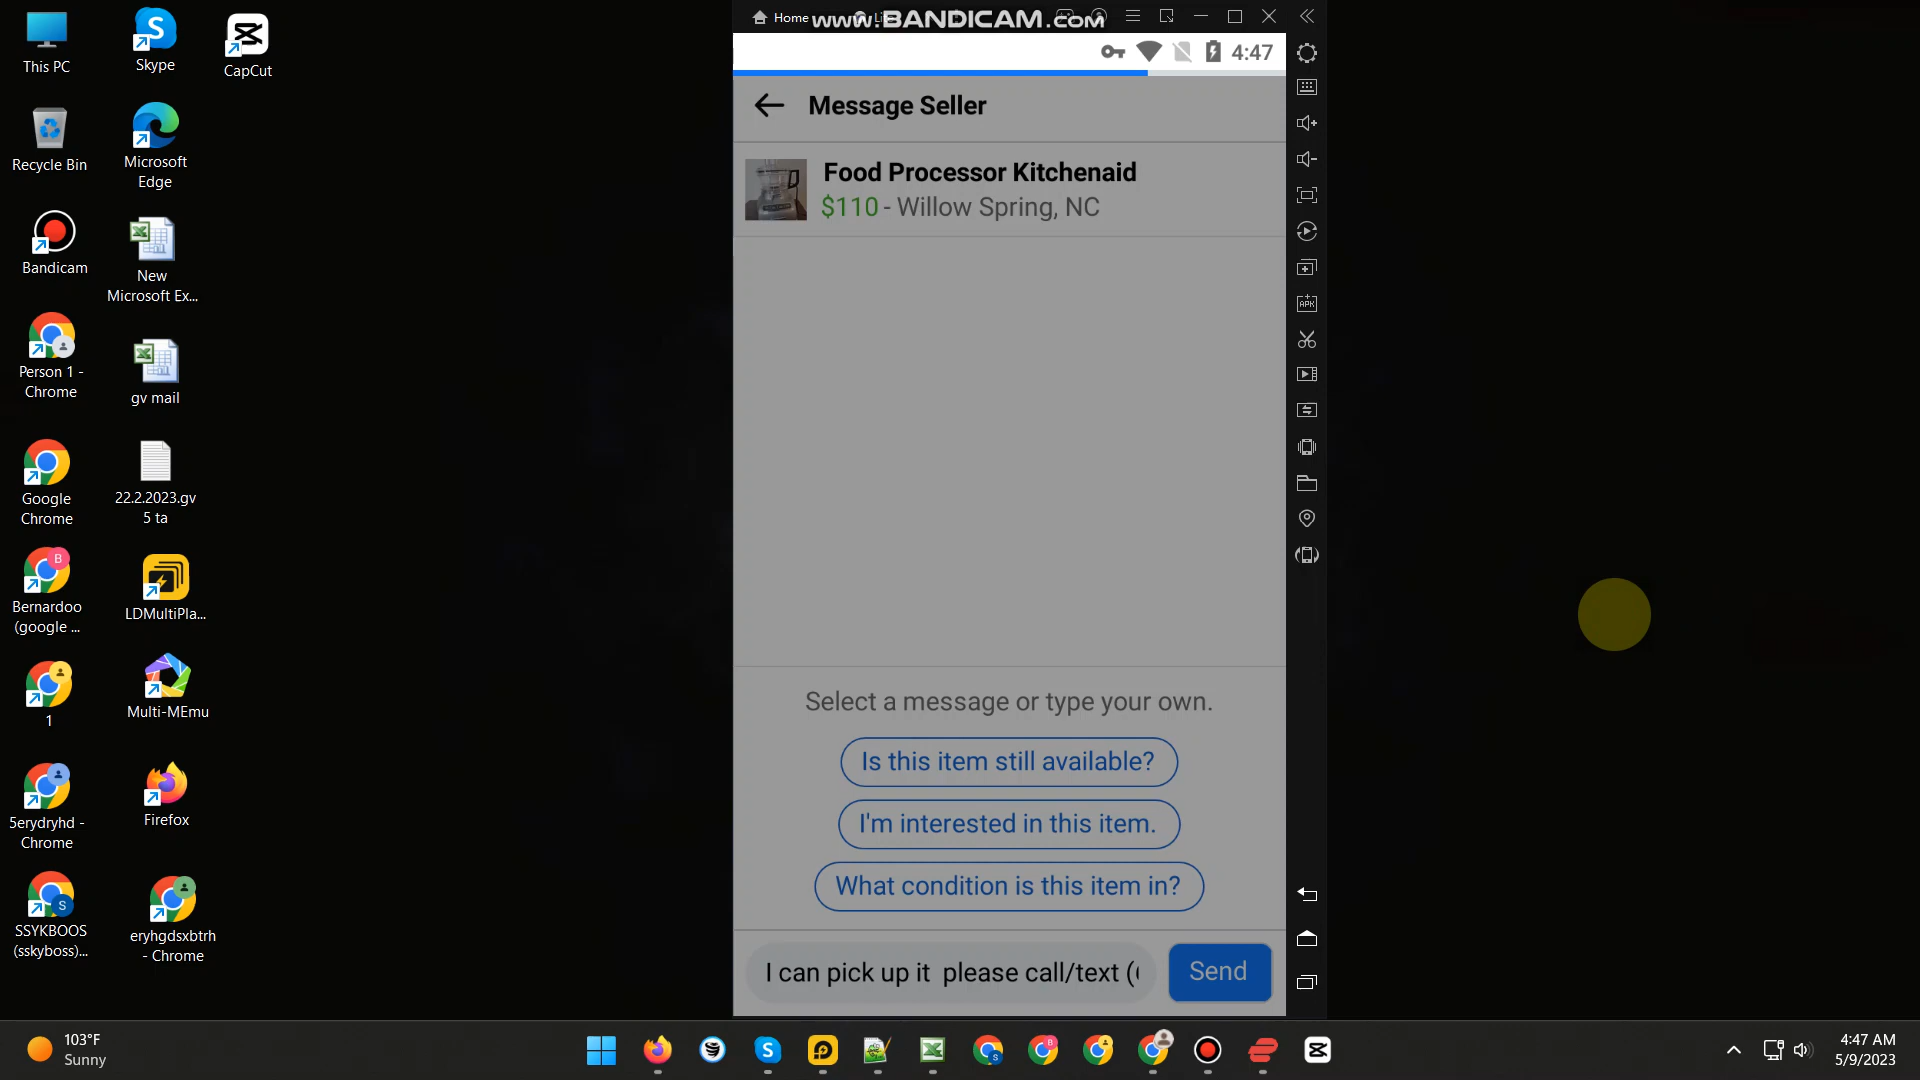 This PC
Skype
CapCut
Recycle Bin
Microsoft
Edge
Bandicam
New
Microsoft Ex...
Person 1 -
Chrome
gv mail
Google
Chrome
22.2.2023.gv
5 ta
Bernardoo
(google ...
LDMultiPla...
1
Multi-MEmu
5erydryhd -
Chrome
Firefox
SSYKBOOS
(sskyboss)...
eryhgdsxbtrh
- Chrome
Home
www.BANDICAM.com
4:47
Message Seller
Food Processor Kitchenaid
$110 - Willow Spring, NC
Select a message or type your own.
Is this item still available?
I'm interested in this item.
What condition is this item in?
I can pick up it  please call/text (
Send
APK
103°F
Sunny
4:47 AM
5/9/2023